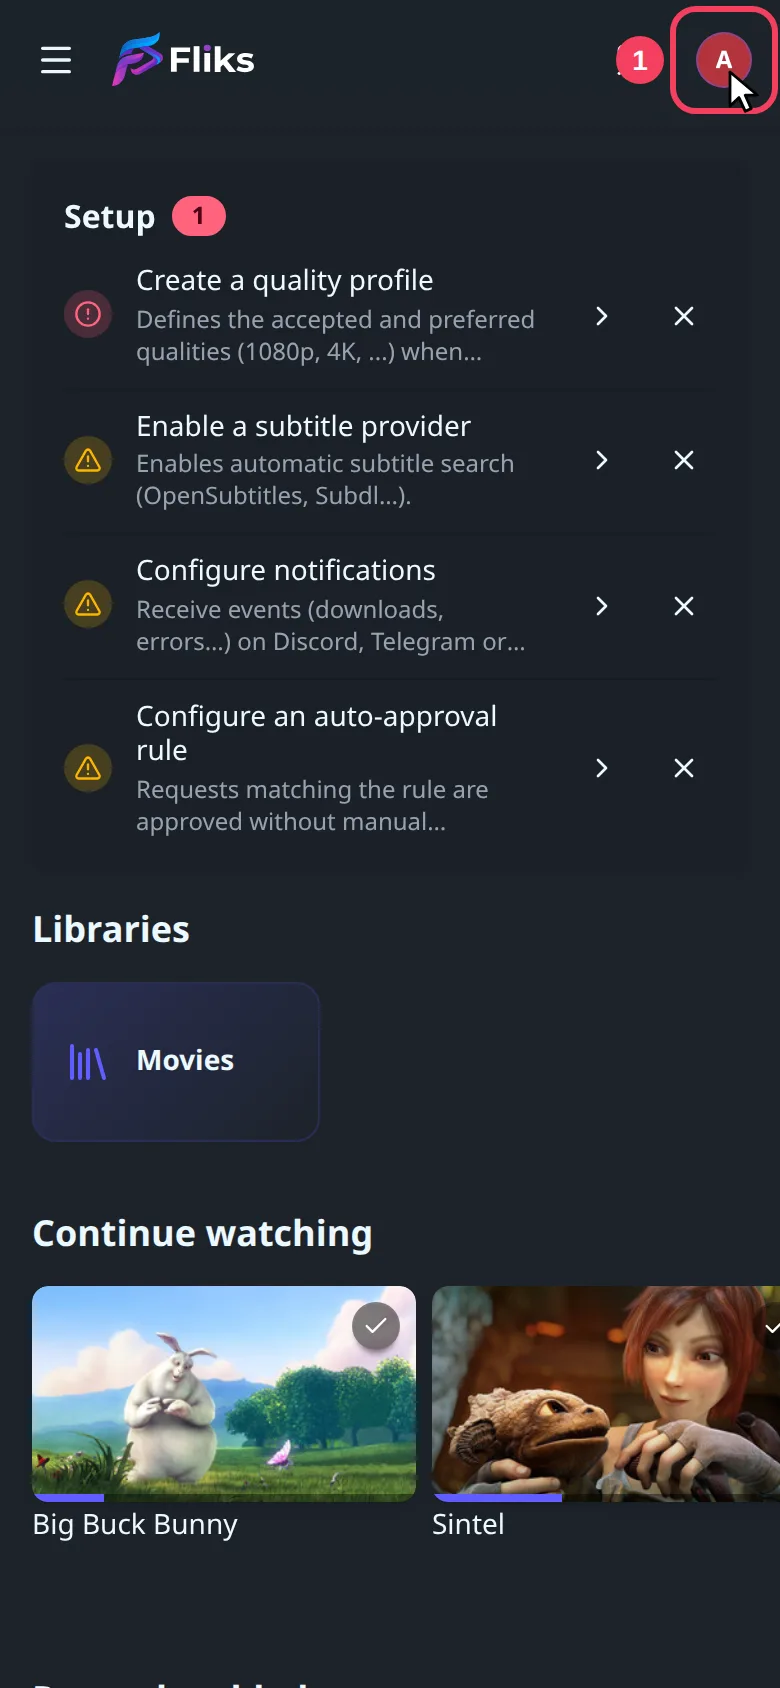 Fliks
1
A
Setup
1
Create a quality profile
Defines the accepted and preferred
qualities (1080p, 4K, ...) when...
Enable a subtitle provider
Enables automatic subtitle search
(OpenSubtitles, Subdl...).
Configure notifications
Receive events (downloads,
errors...) on Discord, Telegram or...
Configure an auto-approval
rule
Requests matching the rule are
approved without manual...
Libraries
Movies
Continue watching
Big Buck Bunny
Sintel